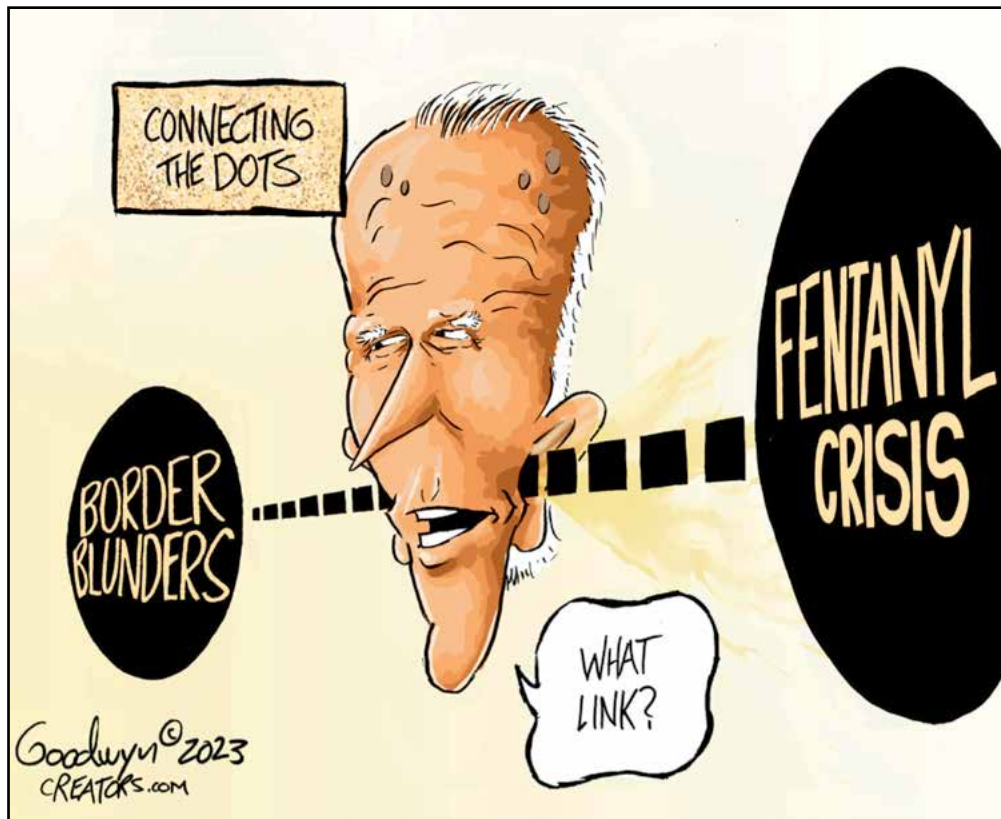 CONNECTING
THE DOTS
BORDER
BLUNDERS
FENTANYL
CRISIS
WHAT
LINK?
Goodwyn © 2023
CREATORS.COM